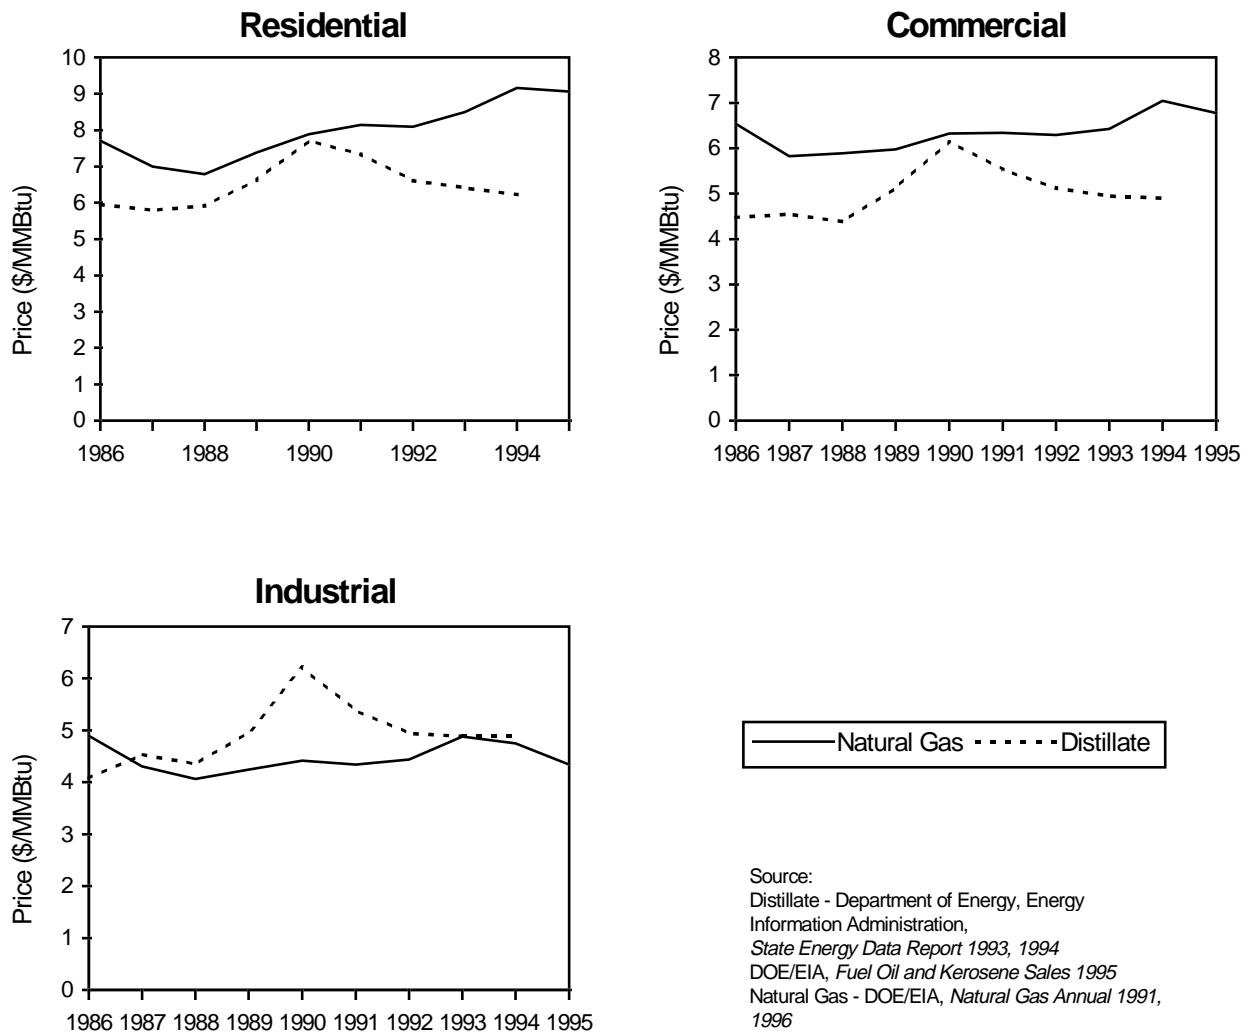 Residential
Price ($/MMBtu)
10
9
8
7
6
5
4
3
2
1
0
1986 1988 1990 1992 1994
Commercial
Price ($/MMBtu)
8
7
6
5
4
3
2
1
0
1986 1987 1988 1989 1990 1991 1992 1993 1994 1995
Industrial
Price ($/MMBtu)
7
6
5
4
3
2
1
0
1986 1987 1989 1989 1990 1991 1992 1993 1994 1995
Natural Gas Distillate
Source:
Distillate - Department of Energy, Energy
Information Administration,
State Energy Data Report 1993, 1994
DOE/EIA, Fuel Oil and Kerosene Sales 1995
Natural Gas - DOE/EIA, Natural Gas Annual 1991,
1996